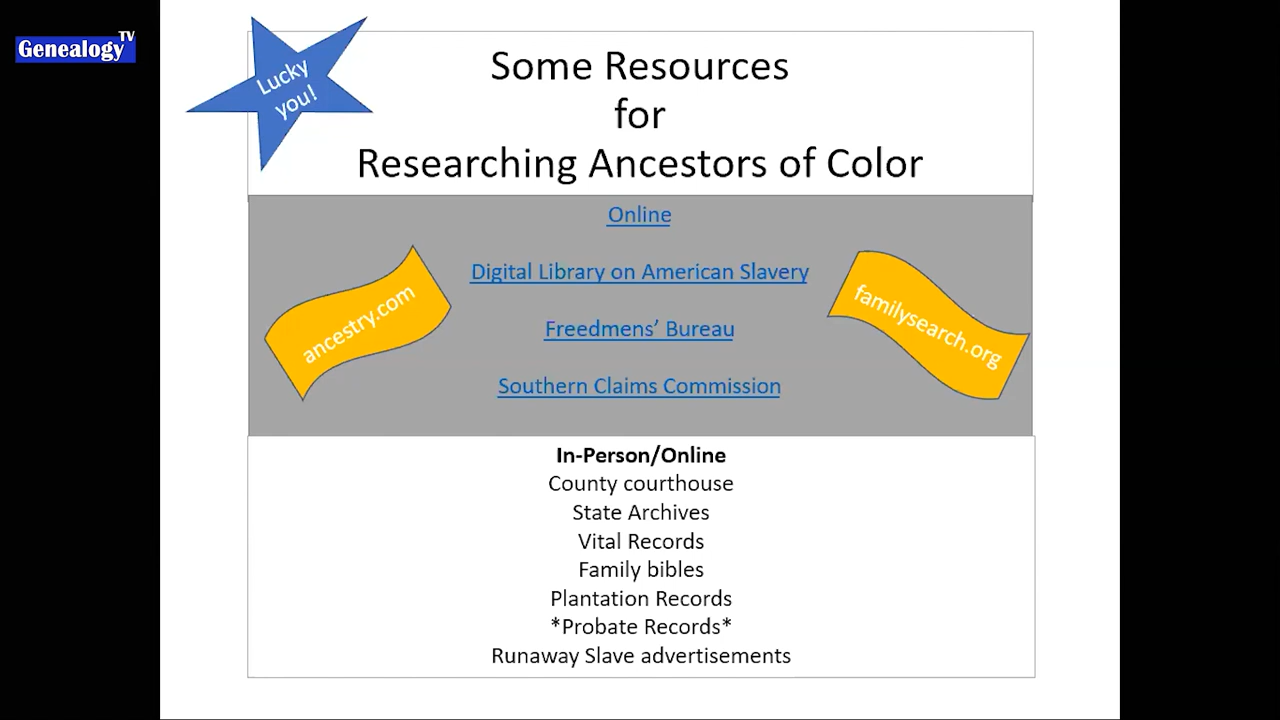 Genealogy TV
Lucky
you!
Some Resources
for
Researching Ancestors of Color
Online
Digital Library on American Slavery
Freedmens’ Bureau
Southern Claims Commission
ancestry.com
familysearch.org
In-Person/Online
County courthouse
State Archives
Vital Records
Family bibles
Plantation Records
*Probate Records*
Runaway Slave advertisements